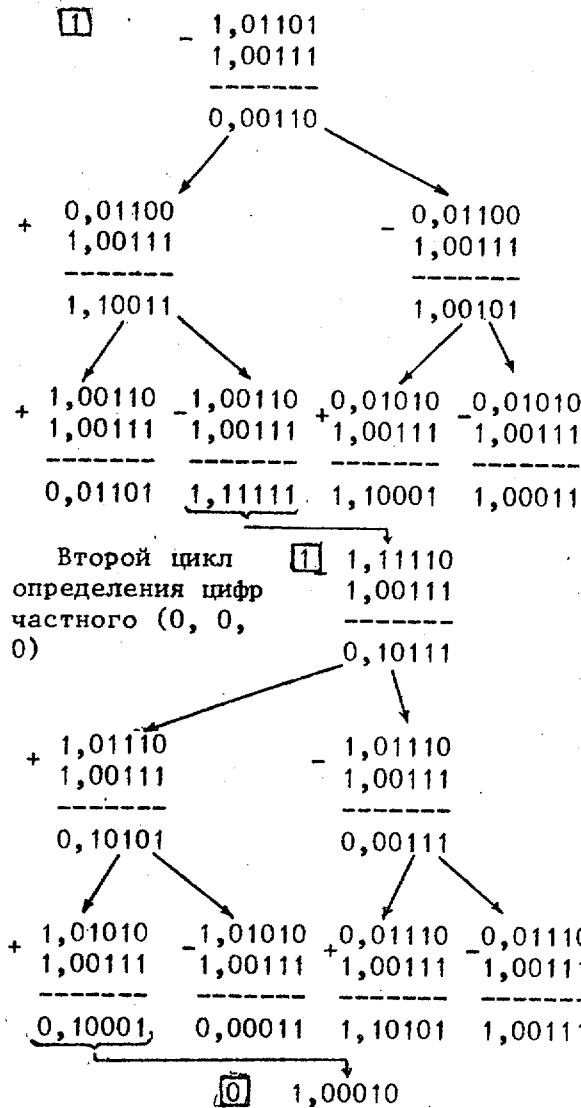 1 - 1,01101
1,00111
-------
0,00110
+ 0,01100 - 0,01100
1,00111 1,00111
------- -------
1,10011 1,00101
+ 1,00110 - 1,00110 + 0,01010 - 0,01010
1,00111 1,00111 1,00111 1,00111
------- ------- ------- -------
0,01101 1,11111 1,10001 1,00011
Второй цикл 1 1,11110
определения цифр 1,00111
частного (0, 0, -------
0) 0,10111
+ 1,01110 - 1,01110
1,00111 1,00111
------- -------
0,10101 0,00111
+ 1,01010 - 1,01010 + 0,01110 - 0,01110
1,00111 1,00111 1,00111 1,00111
------- ------- ------- -------
0,10001 0,00011 1,10101 1,00111
0 1,00010